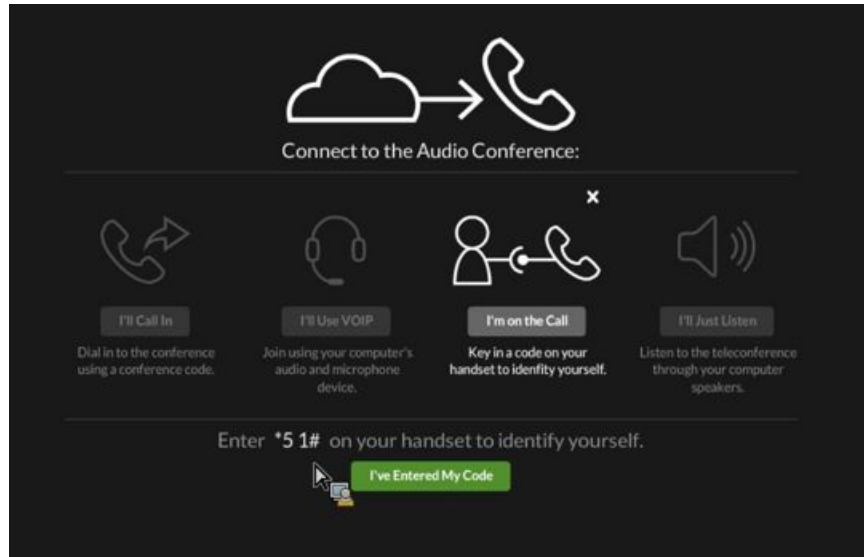 Connect to the Audio Conference:
I'll Call In
Dial in to the conference
using a conference code.
I'll Use VOIP
Join using your computer's
audio and microphone
device.
I'm on the Call
Key in a code on your
handset to idenfity yourself.
I'll Just Listen
Listen to the teleconference
through your computer
speakers.
Enter *5 1# on your handset to identify yourself.
I've Entered My Code